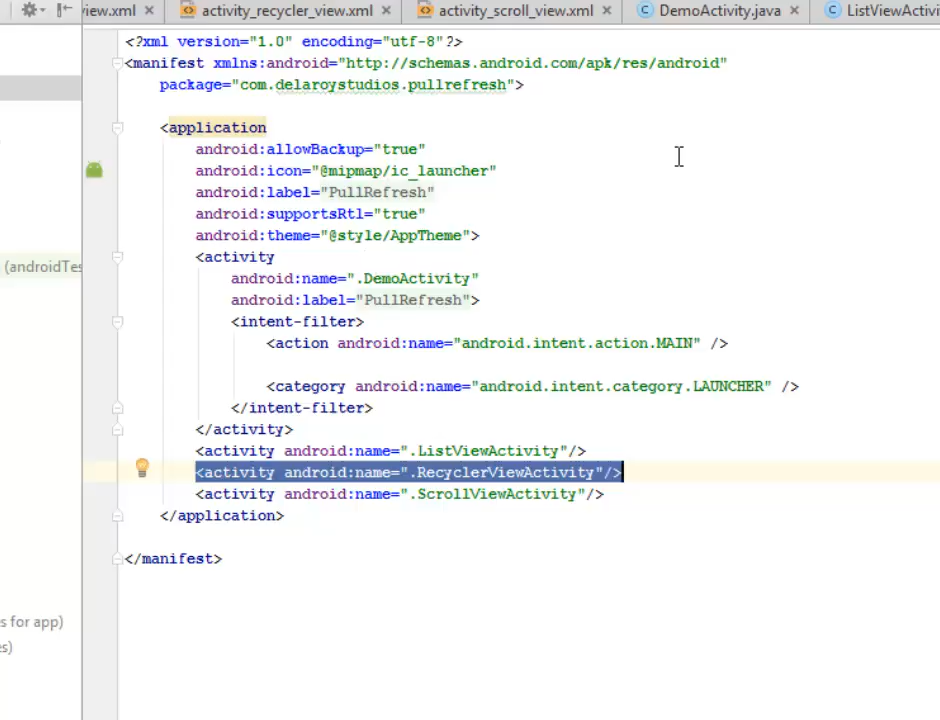 view.xml
activity_recycler_view.xml
activity_scroll_view.xml
DemoActivity.java
ListViewActivi
<?xml version="1.0" encoding="utf-8"?>
<manifest xmlns:android="http://schemas.android.com/apk/res/android"
package="com.delaroystudios.pullrefresh">
<application
android:allowBackup="true"
android:icon="@mipmap/ic_launcher"
android:label="PullRefresh"
android:supportsRtl="true"
android:theme="@style/AppTheme">
(androidTes
<activity
android:name=".DemoActivity"
android:label="PullRefresh">
<intent-filter>
<action android:name="android.intent.action.MAIN" />
<category android:name="android.intent.category.LAUNCHER" />
</intent-filter>
</activity>
<activity android:name=".ListViewActivity"/>
<activity android:name=".RecyclerViewActivity"/>
<activity android:name=".ScrollViewActivity"/>
</application>
</manifest>
s for app)
s)